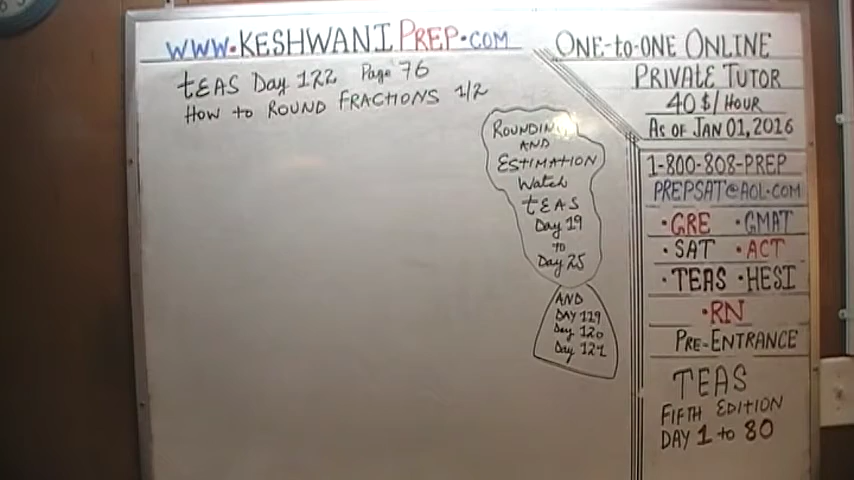 WWW.KESHWANIPREP.COM
tEAS Day 122 Page 76
HOW to ROUND FRACTIONS 1/2
ROUNDING
AND
ESTIMATION
Watch
tEAS
Day 19
TO
Day 25
AND
DAY 119
Day 120
Day 121
ONE-to-ONE ONLINE
PRIVATE TUTOR
40 $/HOUR
AS OF JAN 01, 2016
1-800-808-PREP
PREPSAT@AOL.COM
•GRE •GMAT
•SAT •ACT
•TEAS •HESI
•RN
PRE-ENTRANCE
TEAS
FIFTH EDITION
DAY 1 to 80